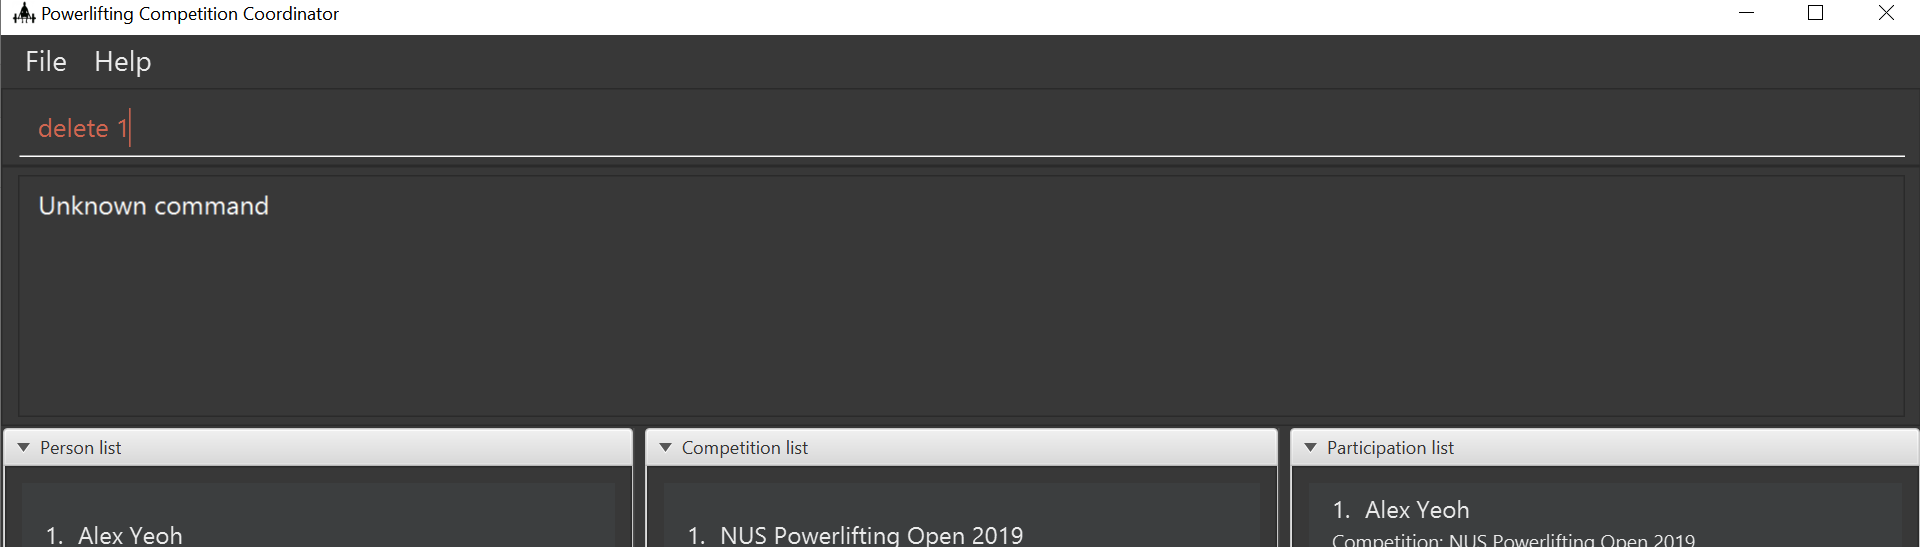 Powerlifting Competition Coordinator
File Help
delete 1
Unknown command
Person list
Competition list
Participation list
1. Alex Yeoh
1. NUS Powerlifting Open 2019
1. Alex Yeoh
Competition: NUS Powerlifting Open 2019